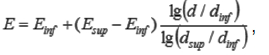 E = E_inf + (E_sup − E_inf) lg(d / d_inf) / lg(d_sup / d_inf) ,